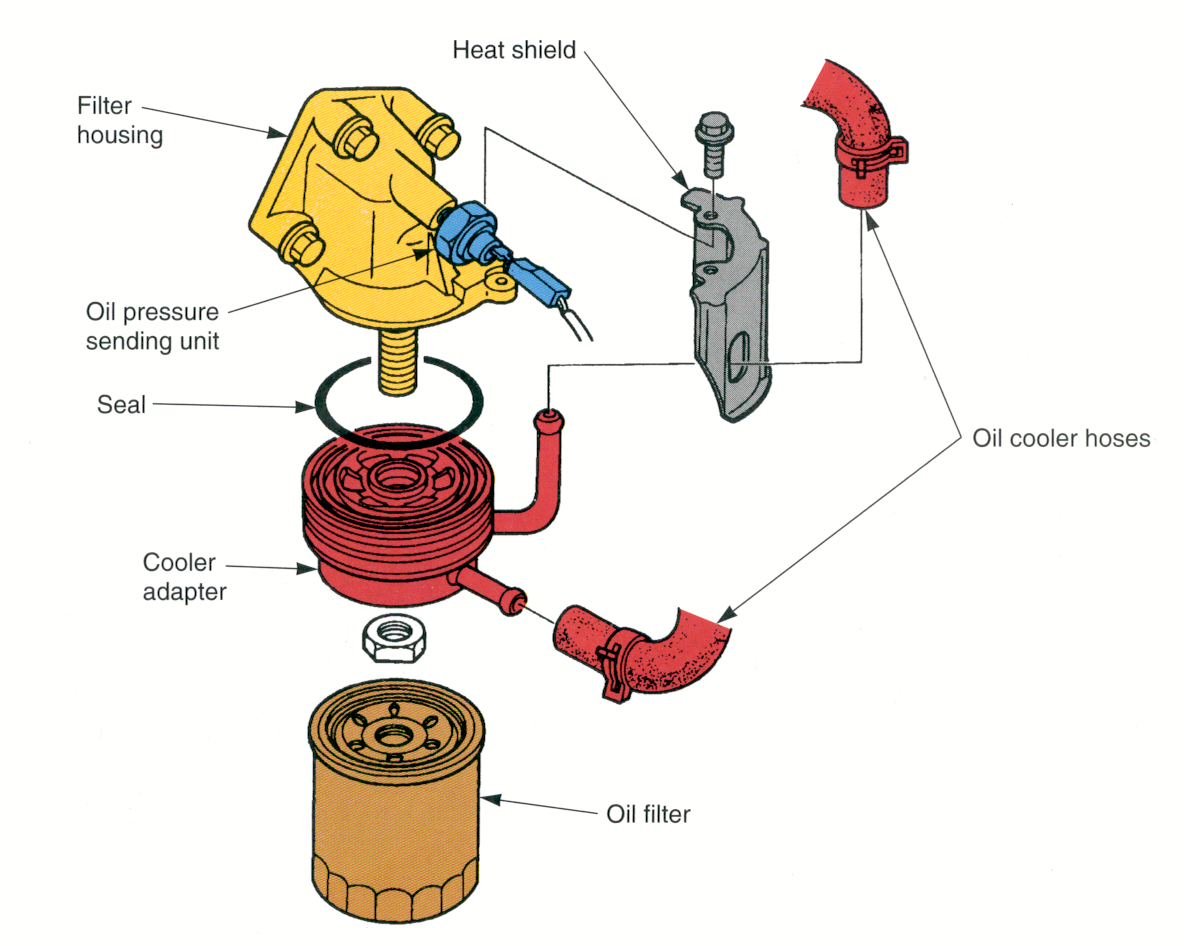 Heat shield
Filter
housing
Oil pressure
sending unit
Seal
Oil cooler hoses
Cooler
adapter
Oil filter